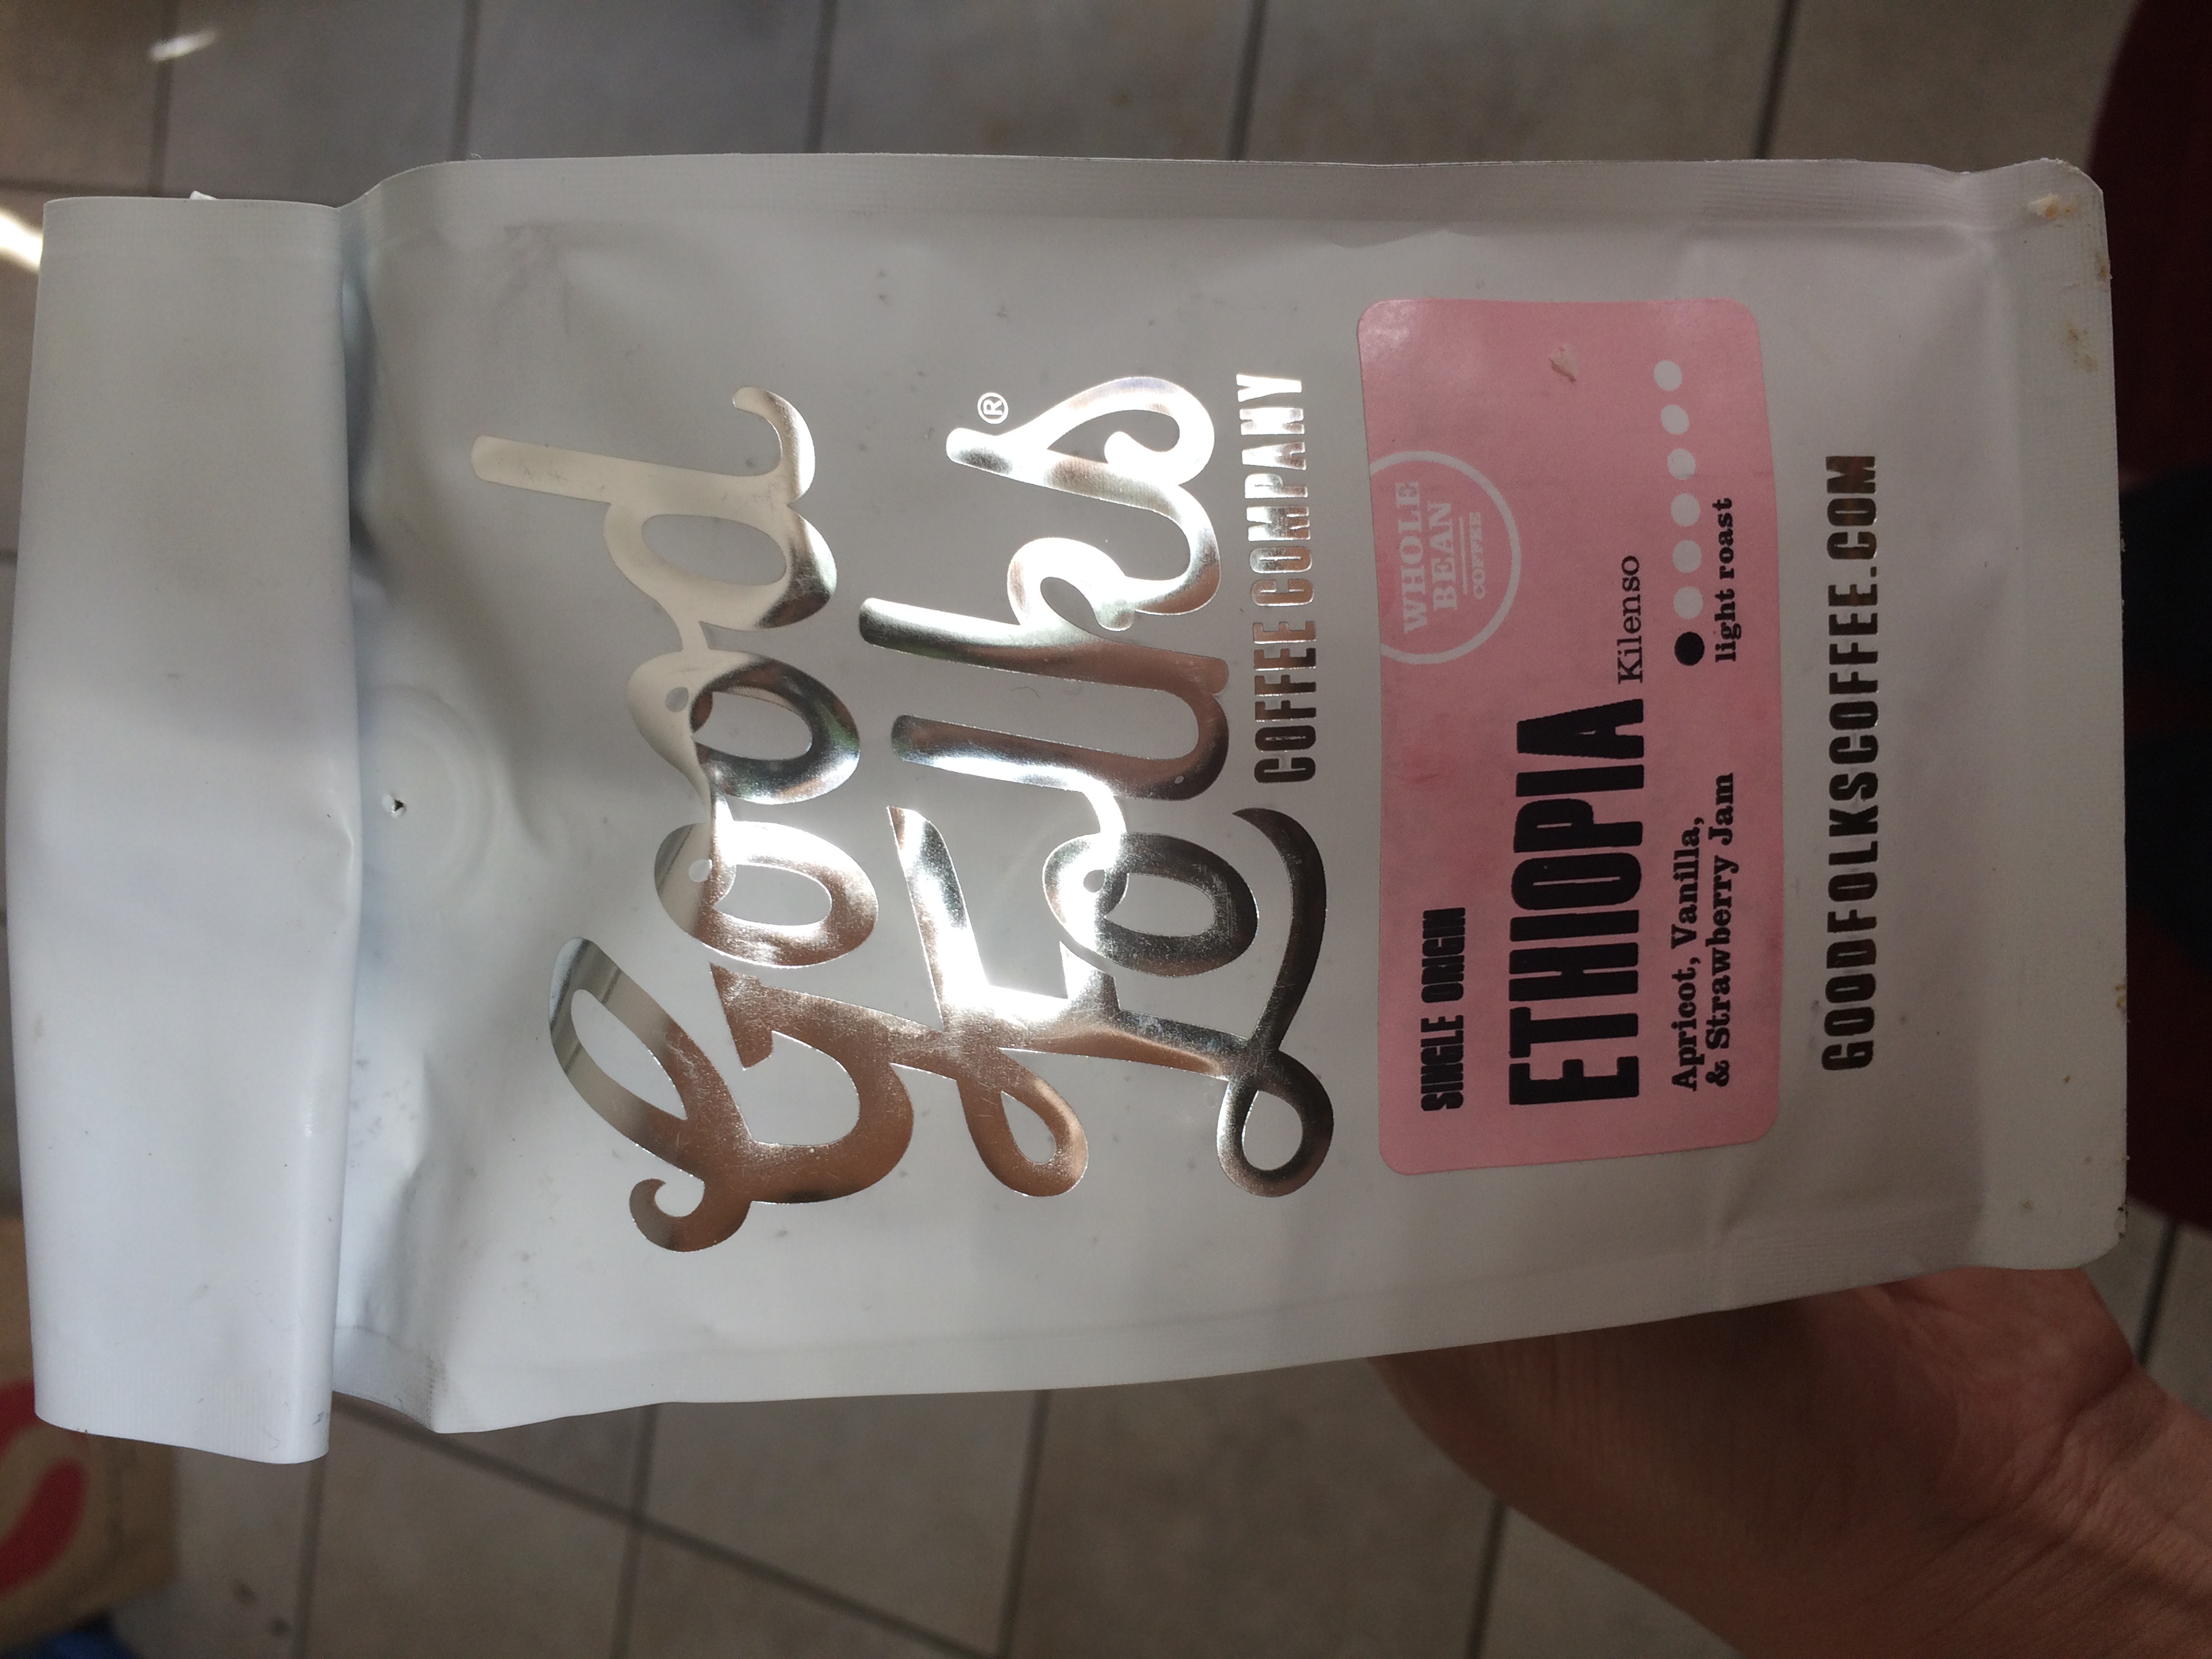 Good
Folks®
COFFEE COMPANY
SINGLE ORIGIN
WHOLE
BEAN
COFFEE
ETHIOPIA Kilenso
Apricot, Vanilla,
& Strawberry Jam
light roast
GOODFOLKSCOFFEE.COM